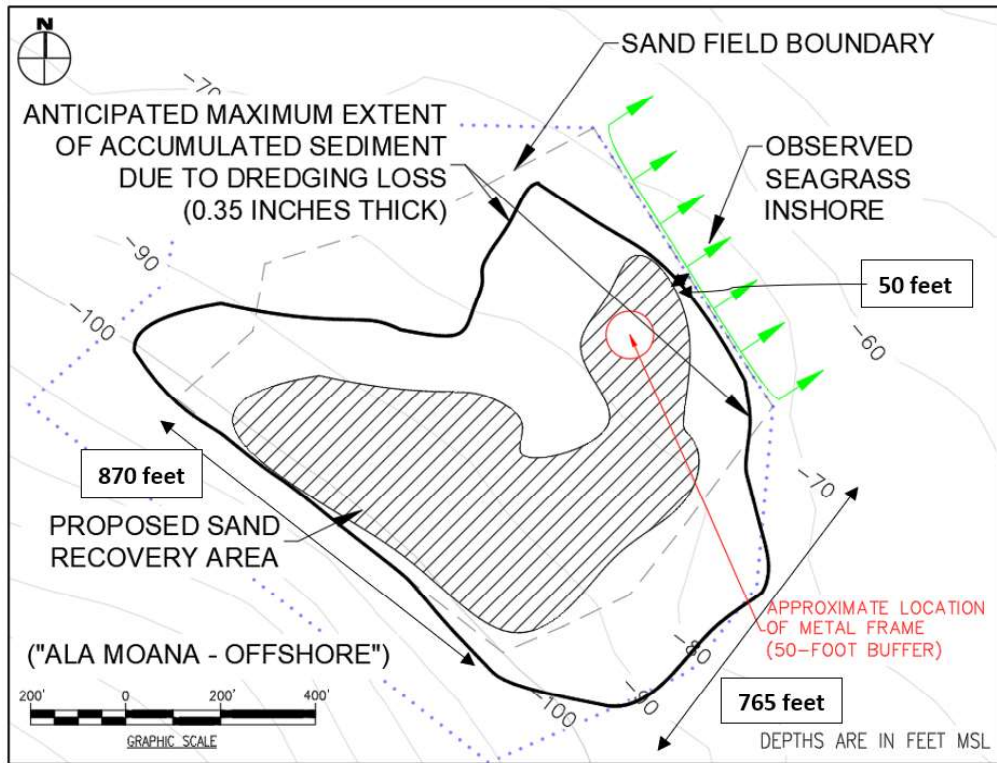 N
SAND FIELD BOUNDARY
-70
ANTICIPATED MAXIMUM EXTENT
OF ACCUMULATED SEDIMENT
DUE TO DREDGING LOSS
(0.35 INCHES THICK)
OBSERVED
SEAGRASS
INSHORE
-90
-100
50 feet
-60
870 feet
-70
PROPOSED SAND
RECOVERY AREA
APPROXIMATE LOCATION
OF METAL FRAME
(50-FOOT BUFFER)
-80
("ALA MOANA - OFFSHORE")
-90
-100
765 feet
200' 0 200' 400'
GRAPHIC SCALE
DEPTHS ARE IN FEET MSL